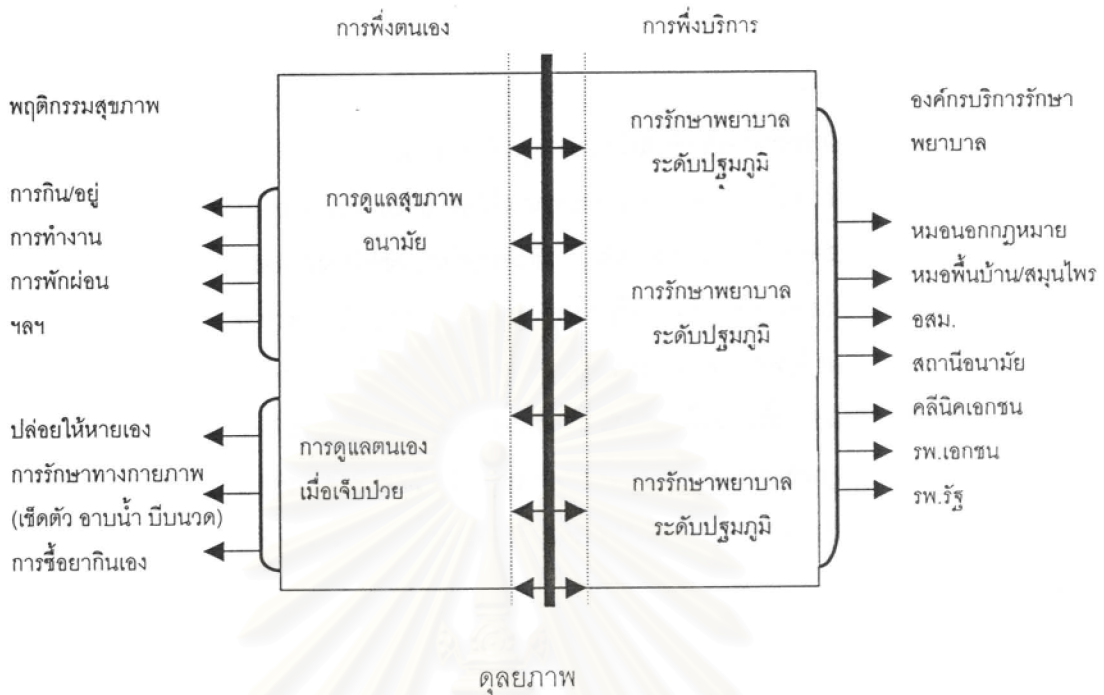 การพึ่งตนเอง
การพึ่งบริการ
พฤติกรรมสุขภาพ
การกิน/อยู่
การทำงาน
การพักผ่อน
ฯลฯ
ปล่อยให้หายเอง
การรักษาทางกายภาพ
(เช็ดตัว อาบน้ำ บีบนวด)
การซื้อยากินเอง
การดูแลสุขภาพ
อนามัย
การดูแลตนเอง
เมื่อเจ็บป่วย
การรักษาพยาบาล
ระดับปฐมภูมิ
การรักษาพยาบาล
ระดับปฐมภูมิ
การรักษาพยาบาล
ระดับปฐมภูมิ
องค์กรบริการรักษา
พยาบาล
หมอนอกกฎหมาย
หมอพื้นบ้าน/สมุนไพร
อสม.
สถานีอนามัย
คลีนิคเอกชน
รพ.เอกชน
รพ.รัฐ
ดุลยภาพ